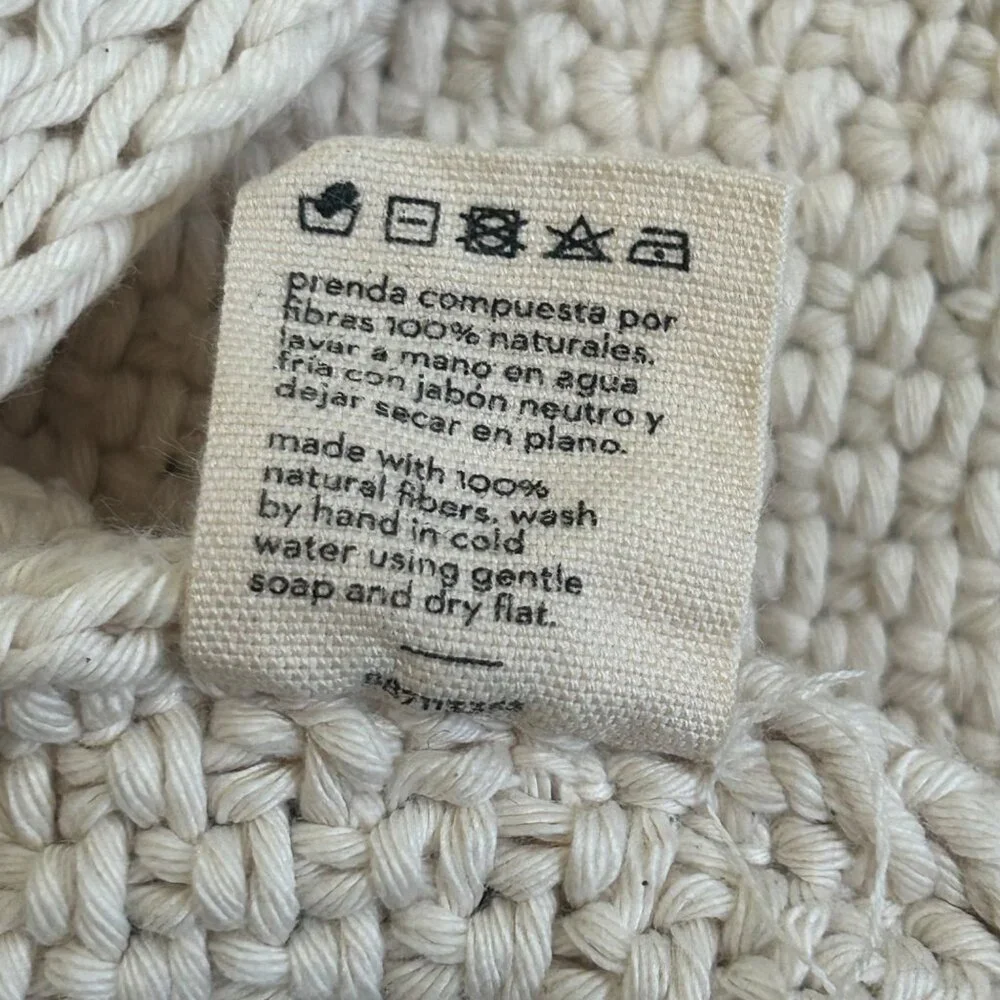 prenda compuesta por
fibras 100% naturales.
lavar a mano en agua
fría con jabón neutro y
dejar secar en plano.
made with 100%
natural fibers. wash
by hand in cold
water using gentle
soap and dry flat.